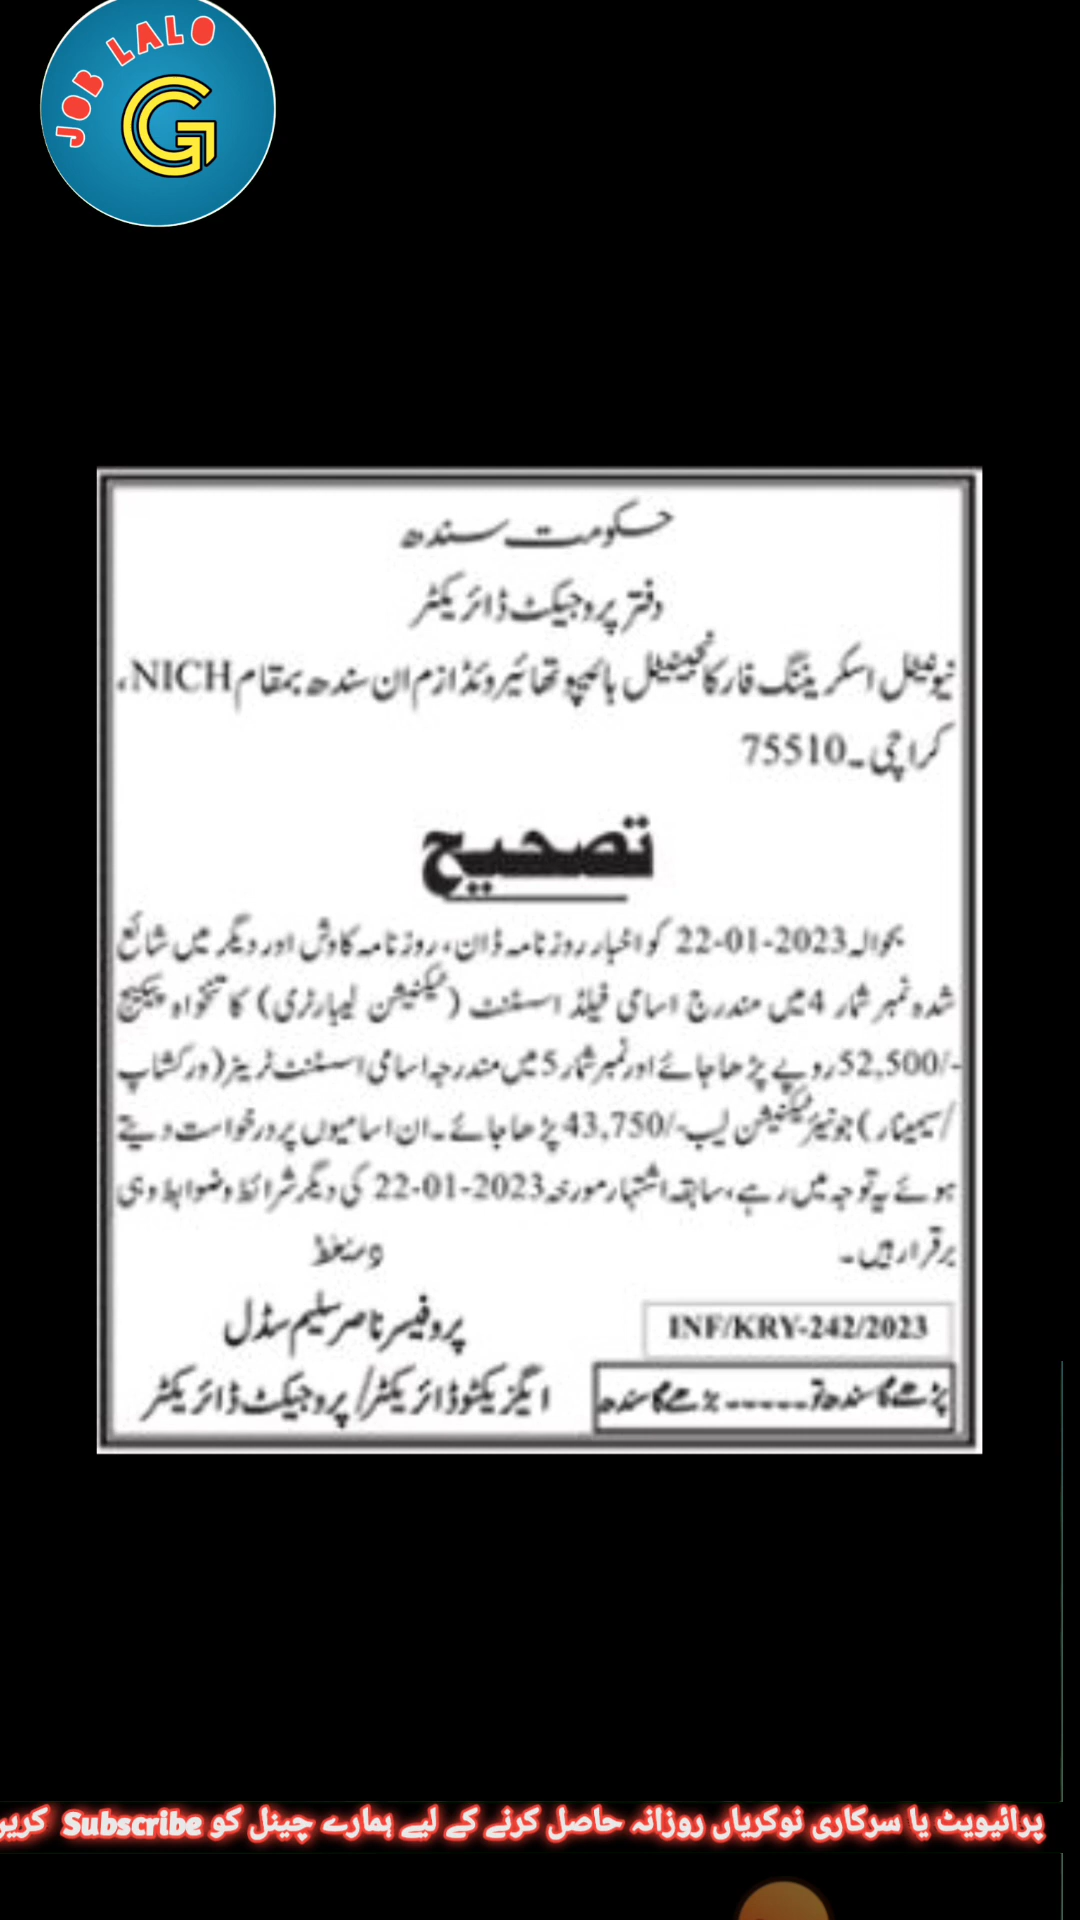 JOB LALO
G
حکومت سندھ
دفتر پروجیکٹ ڈائریکٹر
نیونیٹل اسکریننگ فار کانجینیٹل ہائپو تھائیرونڈازم ان سندھ بمقام NICH،
کراچی۔75510
تصحیح
بحوالہ 22-01-2023 کو اخبار روزنامہ ڈان، روزنامہ کاوش اور دیگر میں شائع
شدہ نمبر شمار 4 میں مندرج اسامی فیلڈ اسسٹنٹ (ٹیکنیشن لیبارٹری) کا تنخواہ پیکیج
52,500/- روپے پڑھا جائے اور نمبر شمار 5 میں مندرجہ اسامی اسسٹنٹ ٹرینر (ورکشاپ
/سیمینار) جونیئر ٹیکنیشن لیب -/43,750 پڑھا جائے۔ ان اسامیوں پر درخواست دیتے
ہوئے یہ توجہ میں رہے، سابقہ اشتہار مورخہ 22-01-2023 کی دیگر شرائط و ضوابط وہی
برقرار ہیں۔
دستخط
پروفیسر ناصر سلیم سڈل
ایگزیکٹو ڈائریکٹر/پروجیکٹ ڈائریکٹر
INF/KRY-242/2023
پڑھے گا سندھ تو-----بڑھے گا سندھ
پرائیویٹ یا سرکاری نوکریاں روزانہ حاصل کرنے کے لیے ہمارے چینل کو Subscribe کریں